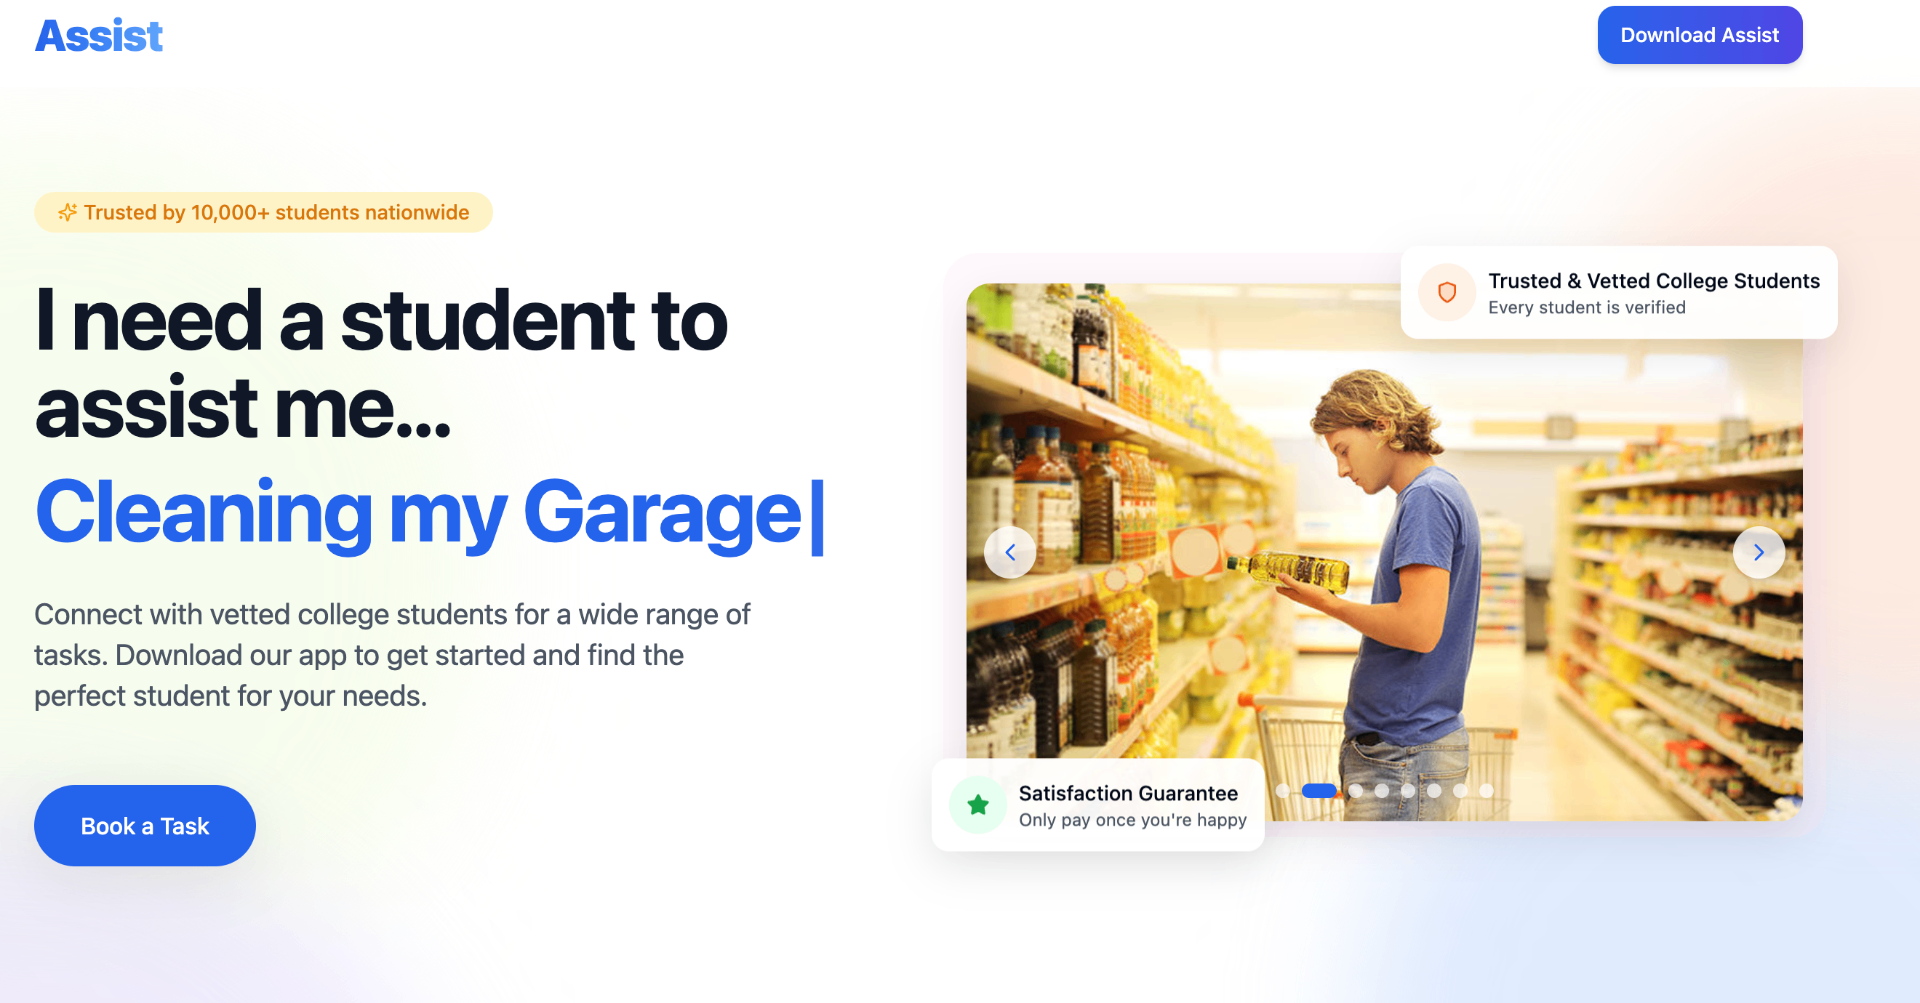 Assist
Download Assist
Trusted by 10,000+ students nationwide
I need a student to
assist me...
Cleaning my Garage|
Connect with vetted college students for a wide range of
tasks. Download our app to get started and find the
perfect student for your needs.
Book a Task
Trusted & Vetted College Students
Every student is verified
Satisfaction Guarantee
Only pay once you're happy